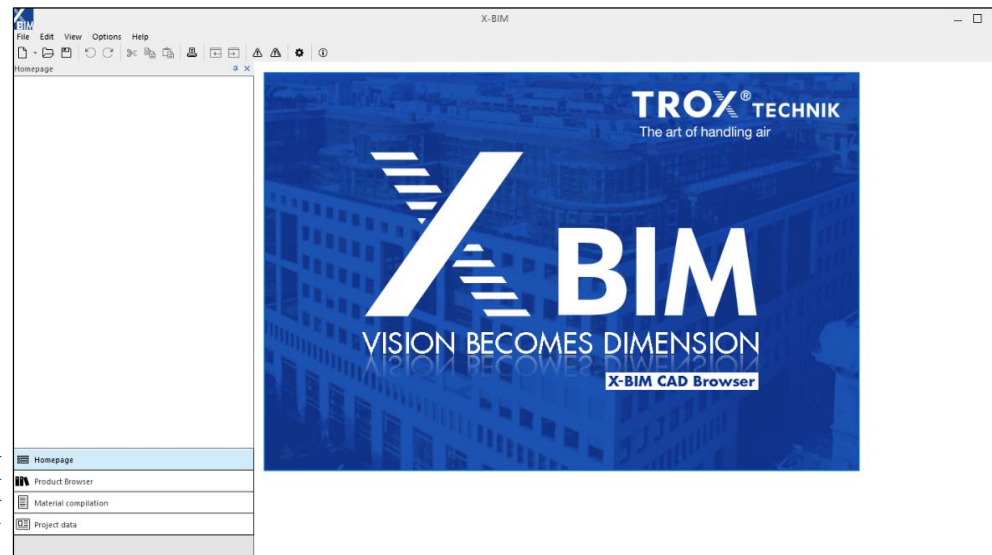 X
BIM
X-BIM
File Edit View Options Help
Homepage
TROX® TECHNIK
The art of handling air
X BIM
VISION BECOMES DIMENSION
X-BIM CAD Browser
Homepage
Product Browser
Material compilation
Project data